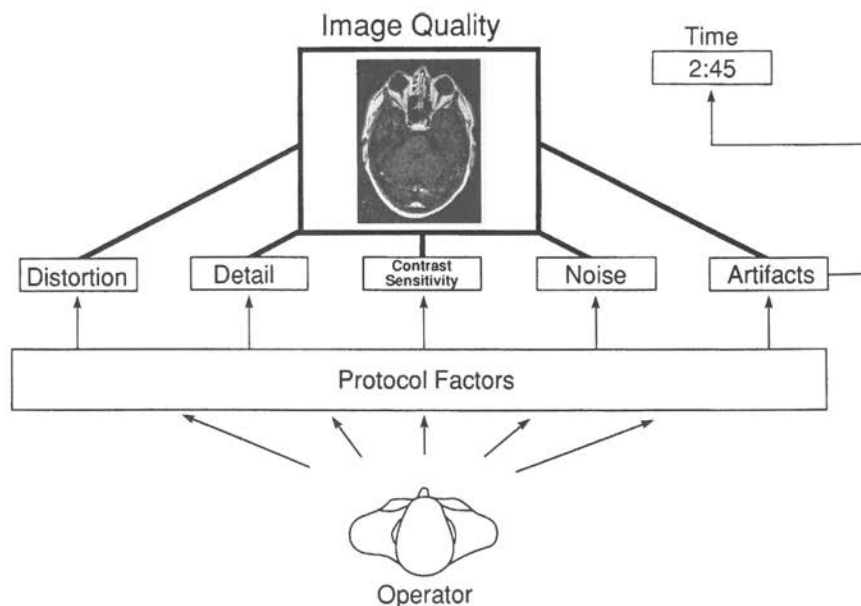 Image Quality
Time
2:45
Distortion
Detail
Contrast
Sensitivity
Noise
Artifacts
Protocol Factors
Operator